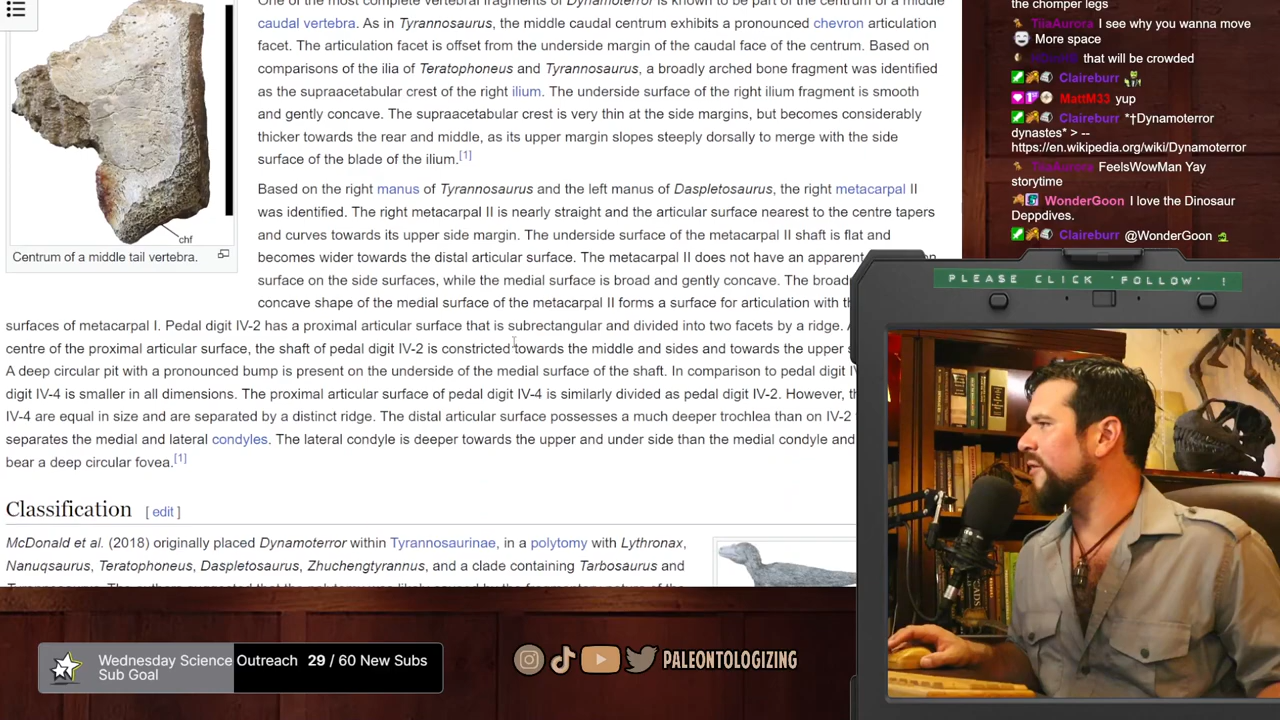 One of the most complete vertebral fragments of Dynamoterror is known to be part of the centrum of a middle
caudal vertebra. As in Tyrannosaurus, the middle caudal centrum exhibits a pronounced chevron articulation
facet. The articulation facet is offset from the underside margin of the caudal face of the centrum. Based on
comparisons of the ilia of Teratophoneus and Tyrannosaurus, a broadly arched bone fragment was identified
as the supraacetabular crest of the right ilium. The underside surface of the right ilium fragment is smooth
and gently concave. The supraacetabular crest is very thin at the side margins, but becomes considerably
thicker towards the rear and middle, as its upper margin slopes steeply dorsally to merge with the side
surface of the blade of the ilium.[1]
chf
Centrum of a middle tail vertebra.
Based on the right manus of Tyrannosaurus and the left manus of Daspletosaurus, the right metacarpal II
was identified. The right metacarpal II is nearly straight and the articular surface nearest to the centre tapers
and curves towards its upper side margin. The underside surface of the metacarpal II shaft is flat and
becomes wider towards the distal articular surface. The metacarpal II does not have an apparent
surface on the side surfaces, while the medial surface is broad and gently concave. The broad
concave shape of the medial surface of the metacarpal II forms a surface for articulation with
surfaces of metacarpal I. Pedal digit IV-2 has a proximal articular surface that is subrectangular and divided into two facets by a ridge.
centre of the proximal articular surface, the shaft of pedal digit IV-2 is constricted towards the middle and sides and towards the upper
A deep circular pit with a pronounced bump is present on the underside of the medial surface of the shaft. In comparison to pedal digit
digit IV-4 is smaller in all dimensions. The proximal articular surface of pedal digit IV-4 is similarly divided as pedal digit IV-2. However,
IV-4 are equal in size and are separated by a distinct ridge. The distal articular surface possesses a much deeper trochlea than on IV-2
separates the medial and lateral condyles. The lateral condyle is deeper towards the upper and under side than the medial condyle and
bear a deep circular fovea.[1]
Classification [ edit ]
McDonald et al. (2018) originally placed Dynamoterror within Tyrannosaurinae, in a polytomy with Lythronax,
Nanuqsaurus, Teratophoneus, Daspletosaurus, Zhuchengtyrannus, and a clade containing Tarbosaurus and
the chomper legs
TiiaAurora I see why you wanna move
More space
that will be crowded
Claireburr
MattM33 yup
Claireburr *†Dynamoterror
dynastes* > --
https://en.wikipedia.org/wiki/Dynamoterror
TiiaAurora FeelsWowMan Yay
storytime
WonderGoon I love the Dinosaur
Deppdives.
Claireburr @WonderGoon
PLEASE CLICK 'FOLLOW' !
Wednesday Science Outreach 29 / 60 New Subs
Sub Goal
PALEONTOLOGIZING